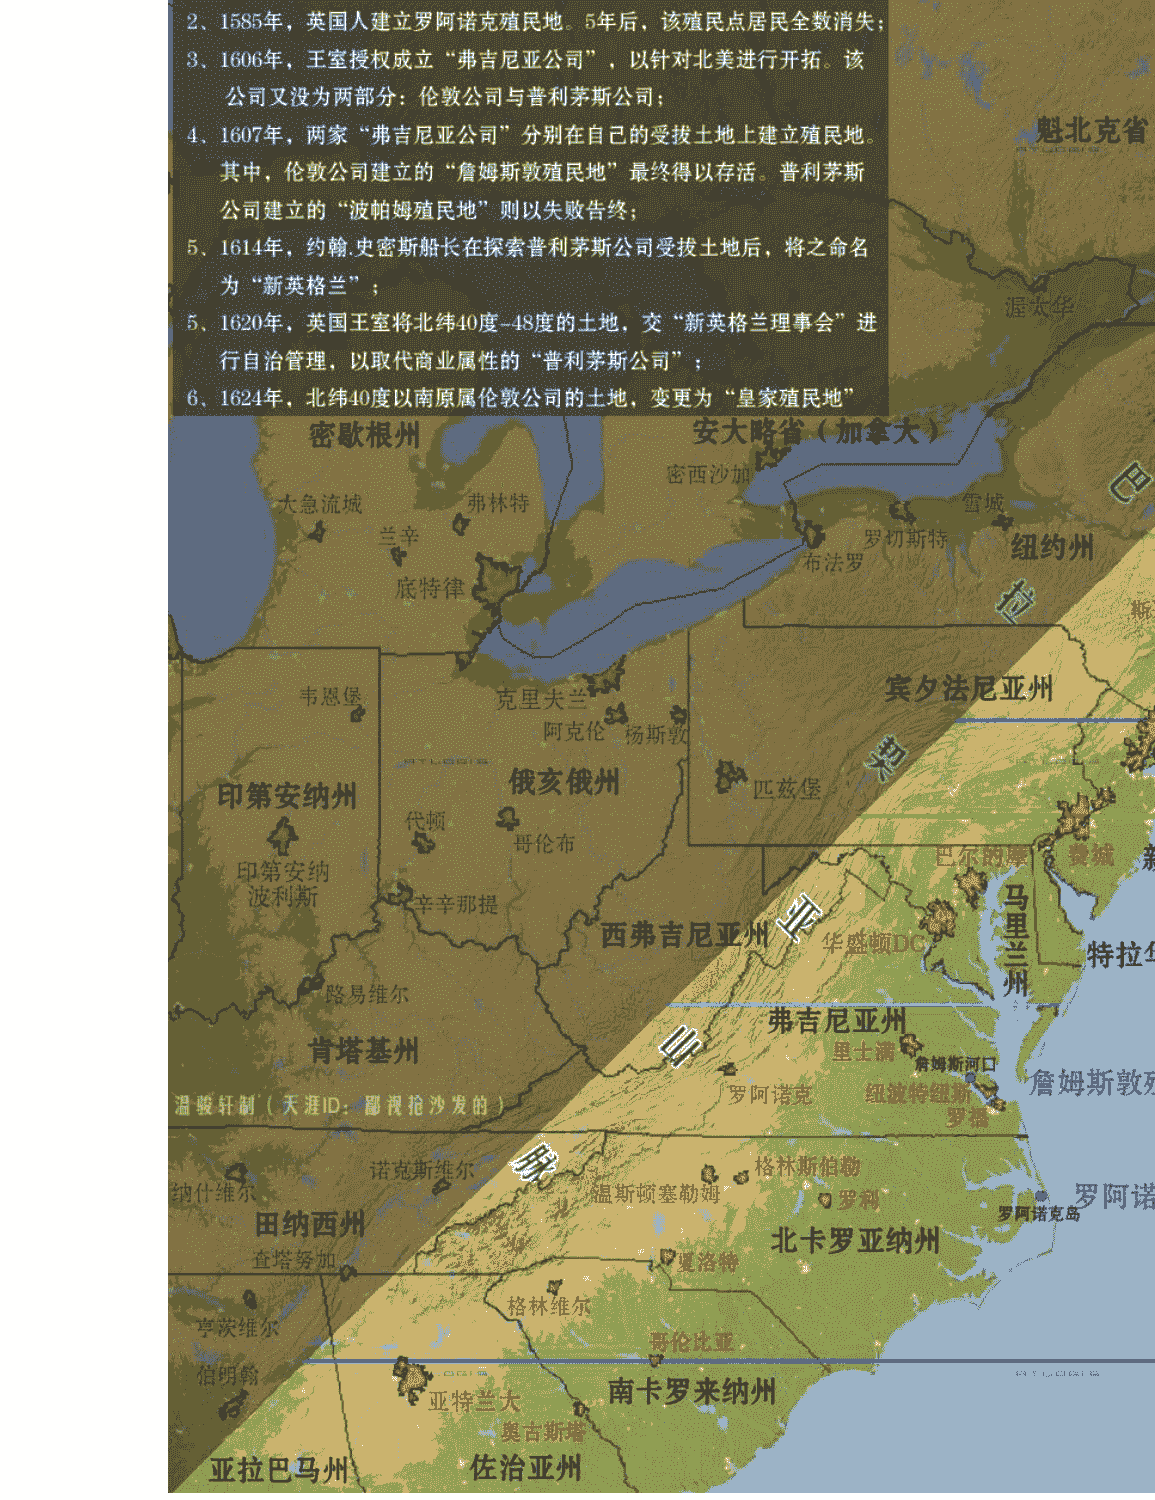 2、1585年，英国人建立罗阿诺克殖民地。5年后，该殖民点居民全数消失；
3、1606年，王室授权成立“弗吉尼亚公司”，以针对北美进行开拓。该
公司又没为两部分：伦敦公司与普利茅斯公司；
4、1607年，两家“弗吉尼亚公司”分别在自己的受拔土地上建立殖民地。
其中，伦敦公司建立的“詹姆斯敦殖民地”最终得以存活。普利茅斯
公司建立的“波帕姆殖民地”则以失败告终；
5、1614年，约翰.史密斯船长在探索普利茅斯公司受拔土地后，将之命名
为“新英格兰”；
5、1620年，英国王室将北纬40度-48度的土地，交“新英格兰理事会”进
行自治管理，以取代商业属性的“普利茅斯公司”；
6、1624年，北纬40度以南原属伦敦公司的土地，变更为“皇家殖民地”
魁北克省
渥太华
密歇根州
安大略省（加拿大）
密西沙加
大急流城
弗林特
雪城
兰辛
罗切斯特
纽约州
布法罗
底特律
巴
拉
契
亚
山
脉
斯
韦恩堡
克里夫兰
宾夕法尼亚州
阿克伦
杨斯敦
印第安纳州
俄亥俄州
匹兹堡
代顿
哥伦布
巴尔的摩
费城
新
印第安纳
波利斯
辛辛那提
西弗吉尼亚州
华盛顿DC
马里兰州
特拉华
路易维尔
弗吉尼亚州
肯塔基州
里士满
詹姆斯河口
罗阿诺克
纽波特纽斯
詹姆斯敦殖
温骏轩制（天涯ID：鄙视抢沙发的）
诺克斯维尔
格林斯伯勒
纳什维尔
温斯顿塞勒姆
罗利
罗阿诺
罗阿诺克岛
田纳西州
北卡罗亚纳州
查塔努加
夏洛特
格林维尔
亨茨维尔
哥伦比亚
伯明翰
亚特兰大
南卡罗来纳州
奥古斯塔
亚拉巴马州
佐治亚州